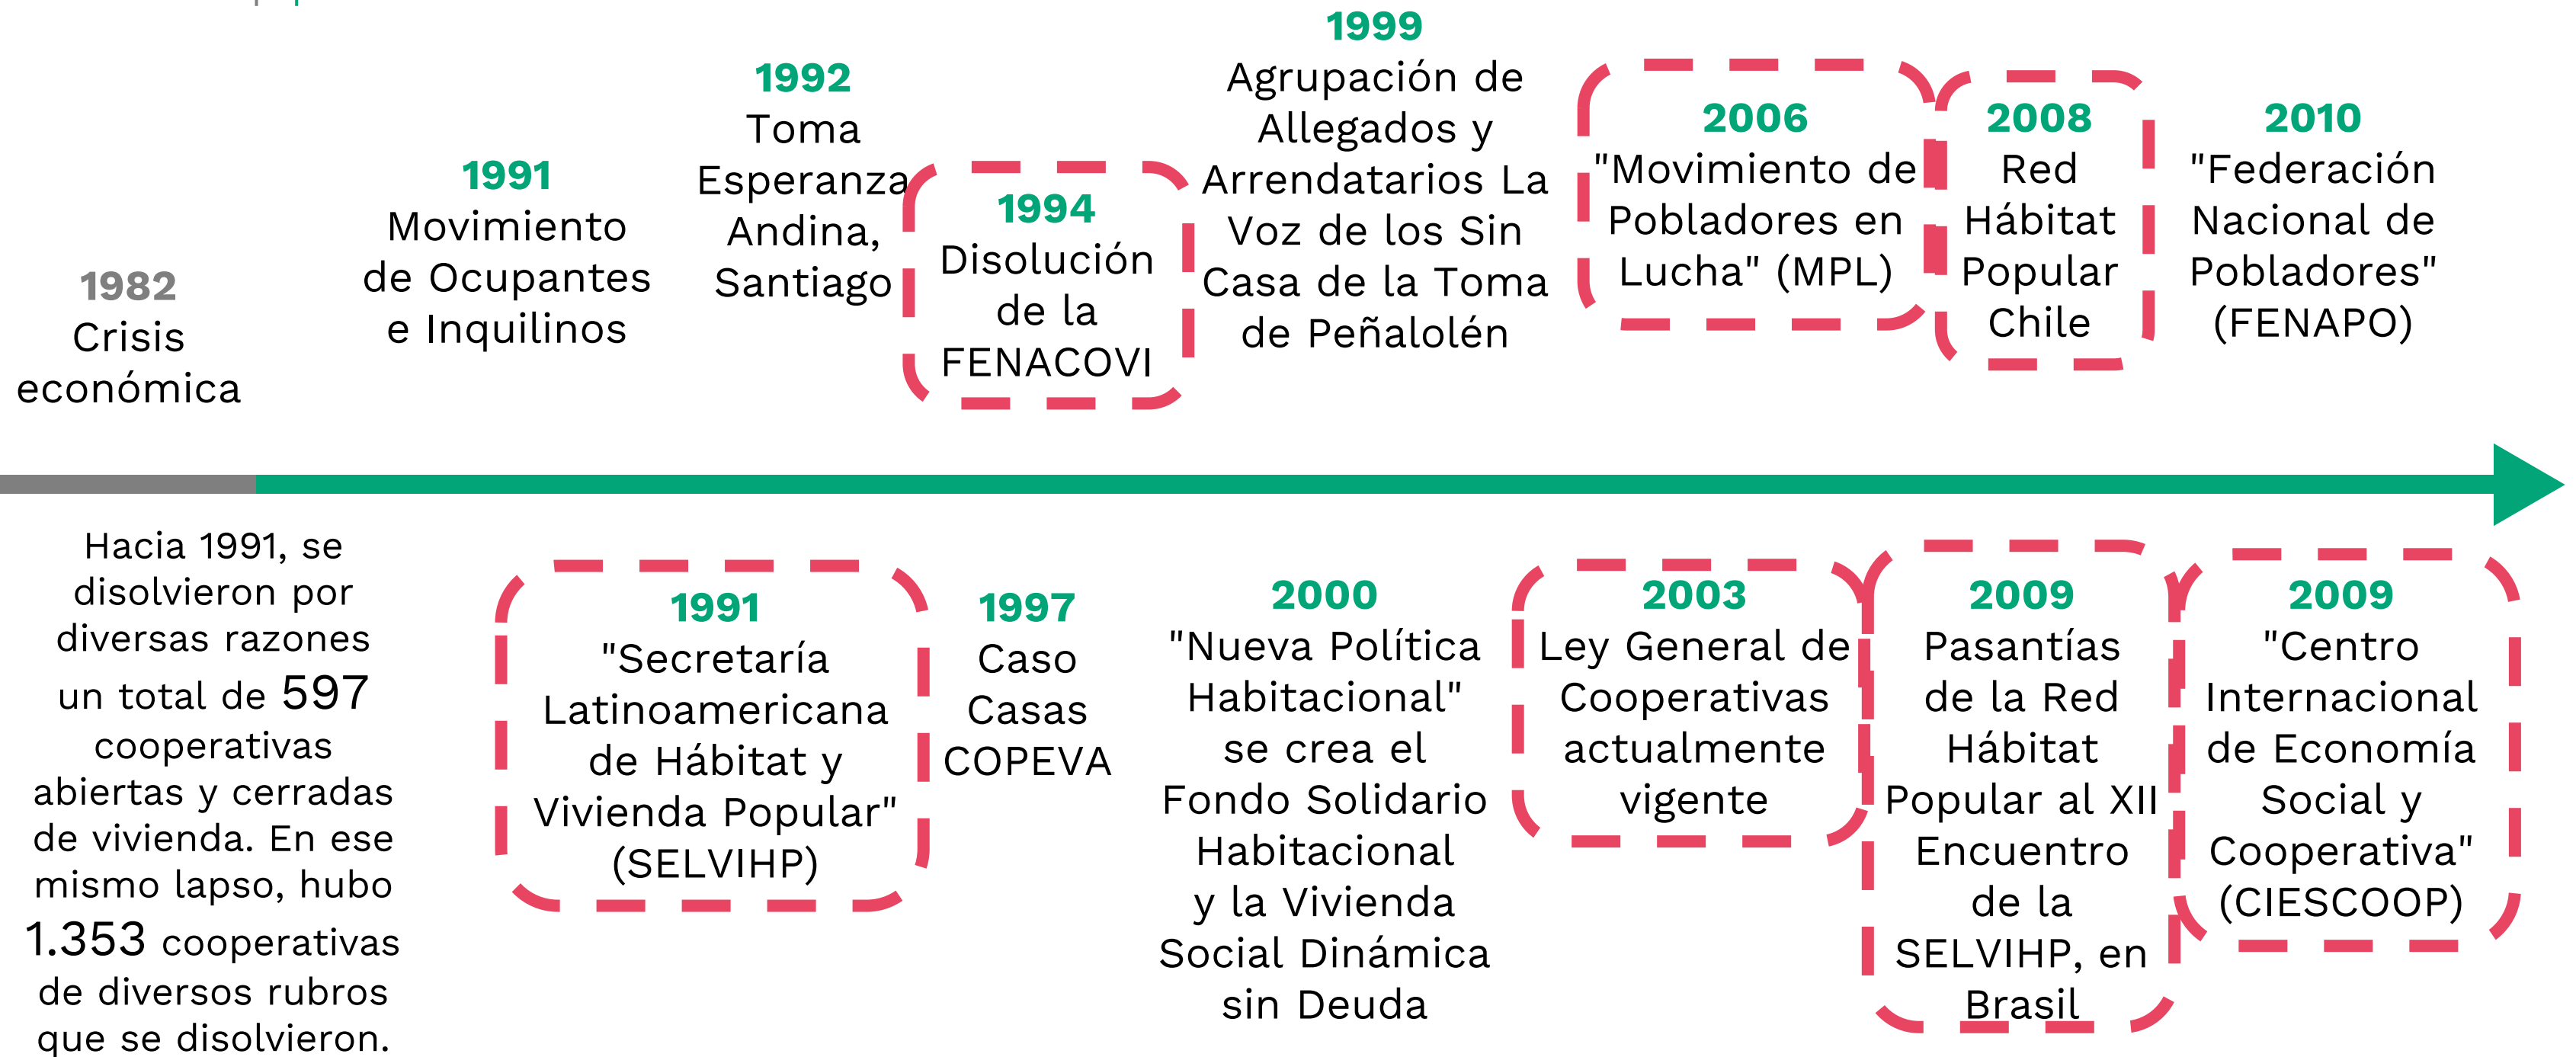 1982
Crisis
económica
1991
Movimiento
de Ocupantes
e Inquilinos
1992
Toma
Esperanza
Andina,
Santiago
1994
Disolución
de la
FENACOVI
1999
Agrupación de
Allegados y
Arrendatarios La
Voz de los Sin
Casa de la Toma
de Peñalolén
2006
"Movimiento de
Pobladores en
Lucha" (MPL)
2008
Red
Hábitat
Popular
Chile
2010
"Federación
Nacional de
Pobladores"
(FENAPO)
Hacia 1991, se
disolvieron por
diversas razones
un total de 597
cooperativas
abiertas y cerradas
de vivienda. En ese
mismo lapso, hubo
1.353 cooperativas
de diversos rubros
que se disolvieron.
1991
"Secretaría
Latinoamericana
de Hábitat y
Vivienda Popular"
(SELVIHP)
1997
Caso
Casas
COPEVA
2000
"Nueva Política
Habitacional"
se crea el
Fondo Solidario
Habitacional
y la Vivienda
Social Dinámica
sin Deuda
2003
Ley General de
Cooperativas
actualmente
vigente
2009
Pasantías
de la Red
Hábitat
Popular al XII
Encuentro
de la
SELVIHP, en
Brasil
2009
"Centro
Internacional
de Economía
Social y
Cooperativa"
(CIESCOOP)